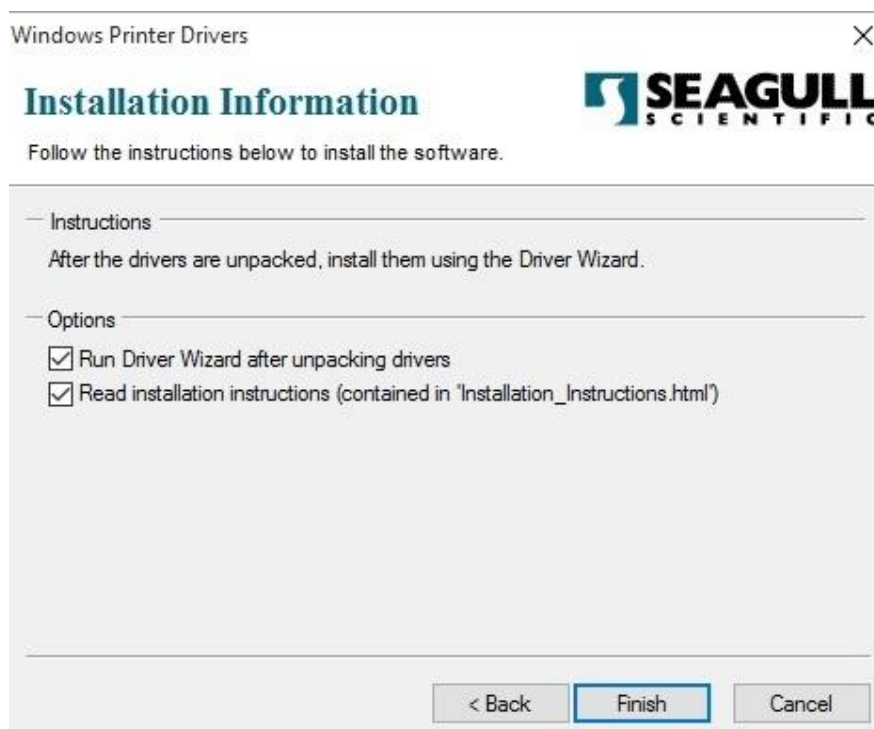 Windows Printer Drivers
Installation Information
SEAGULL
SCIENTIFIC
Follow the instructions below to install the software.
Instructions
After the drivers are unpacked, install them using the Driver Wizard.
Options
Run Driver Wizard after unpacking drivers
Read installation instructions (contained in 'Installation_Instructions.html')
< Back
Finish
Cancel